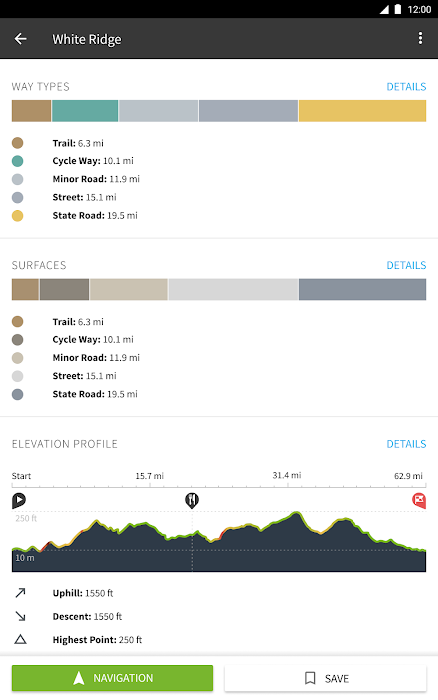 12:00
White Ridge
WAY TYPES DETAILS
Trail: 6.3 mi
Cycle Way: 10.1 mi
Minor Road: 11.9 mi
Street: 15.1 mi
State Road: 19.5 mi
SURFACES DETAILS
Trail: 6.3 mi
Cycle Way: 10.1 mi
Minor Road: 11.9 mi
Street: 15.1 mi
State Road: 19.5 mi
ELEVATION PROFILE DETAILS
Start 15.7 mi 31.4 mi 62.9 mi
250 ft
10 m
Uphill: 1550 ft
Descent: 1550 ft
Highest Point: 250 ft
NAVIGATION SAVE